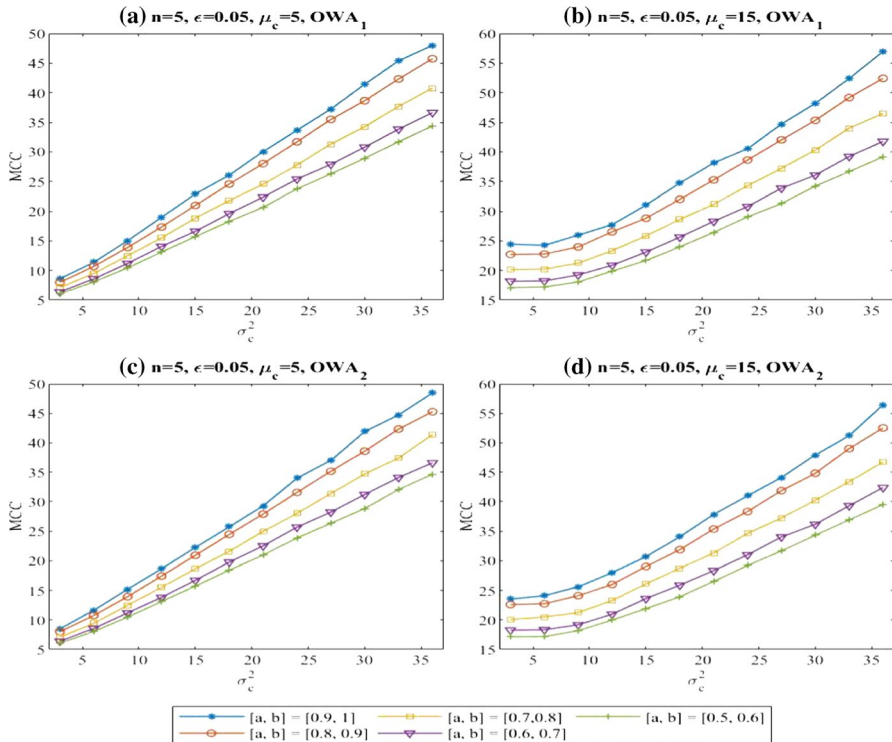 (a) n=5, ϵ=0.05, μc=5, OWA1
50
45
40
35
30
25
20
15
10
5
MCC
5 10 15 20 25 30 35
σc²
(b) n=5, ϵ=0.05, μc=15, OWA1
60
55
50
45
40
35
30
25
20
15
MCC
5 10 15 20 25 30 35
σc²
(c) n=5, ϵ=0.05, μc=5, OWA2
50
45
40
35
30
25
20
15
10
5
MCC
5 10 15 20 25 30 35
σc²
(d) n=5, ϵ=0.05, μc=15, OWA2
60
55
50
45
40
35
30
25
20
15
MCC
5 10 15 20 25 30 35
σc²
[a, b] = [0.9, 1] [a, b] = [0.7,0.8] [a, b] = [0.5, 0.6]
[a, b] = [0.8, 0.9] [a, b] = [0.6, 0.7]